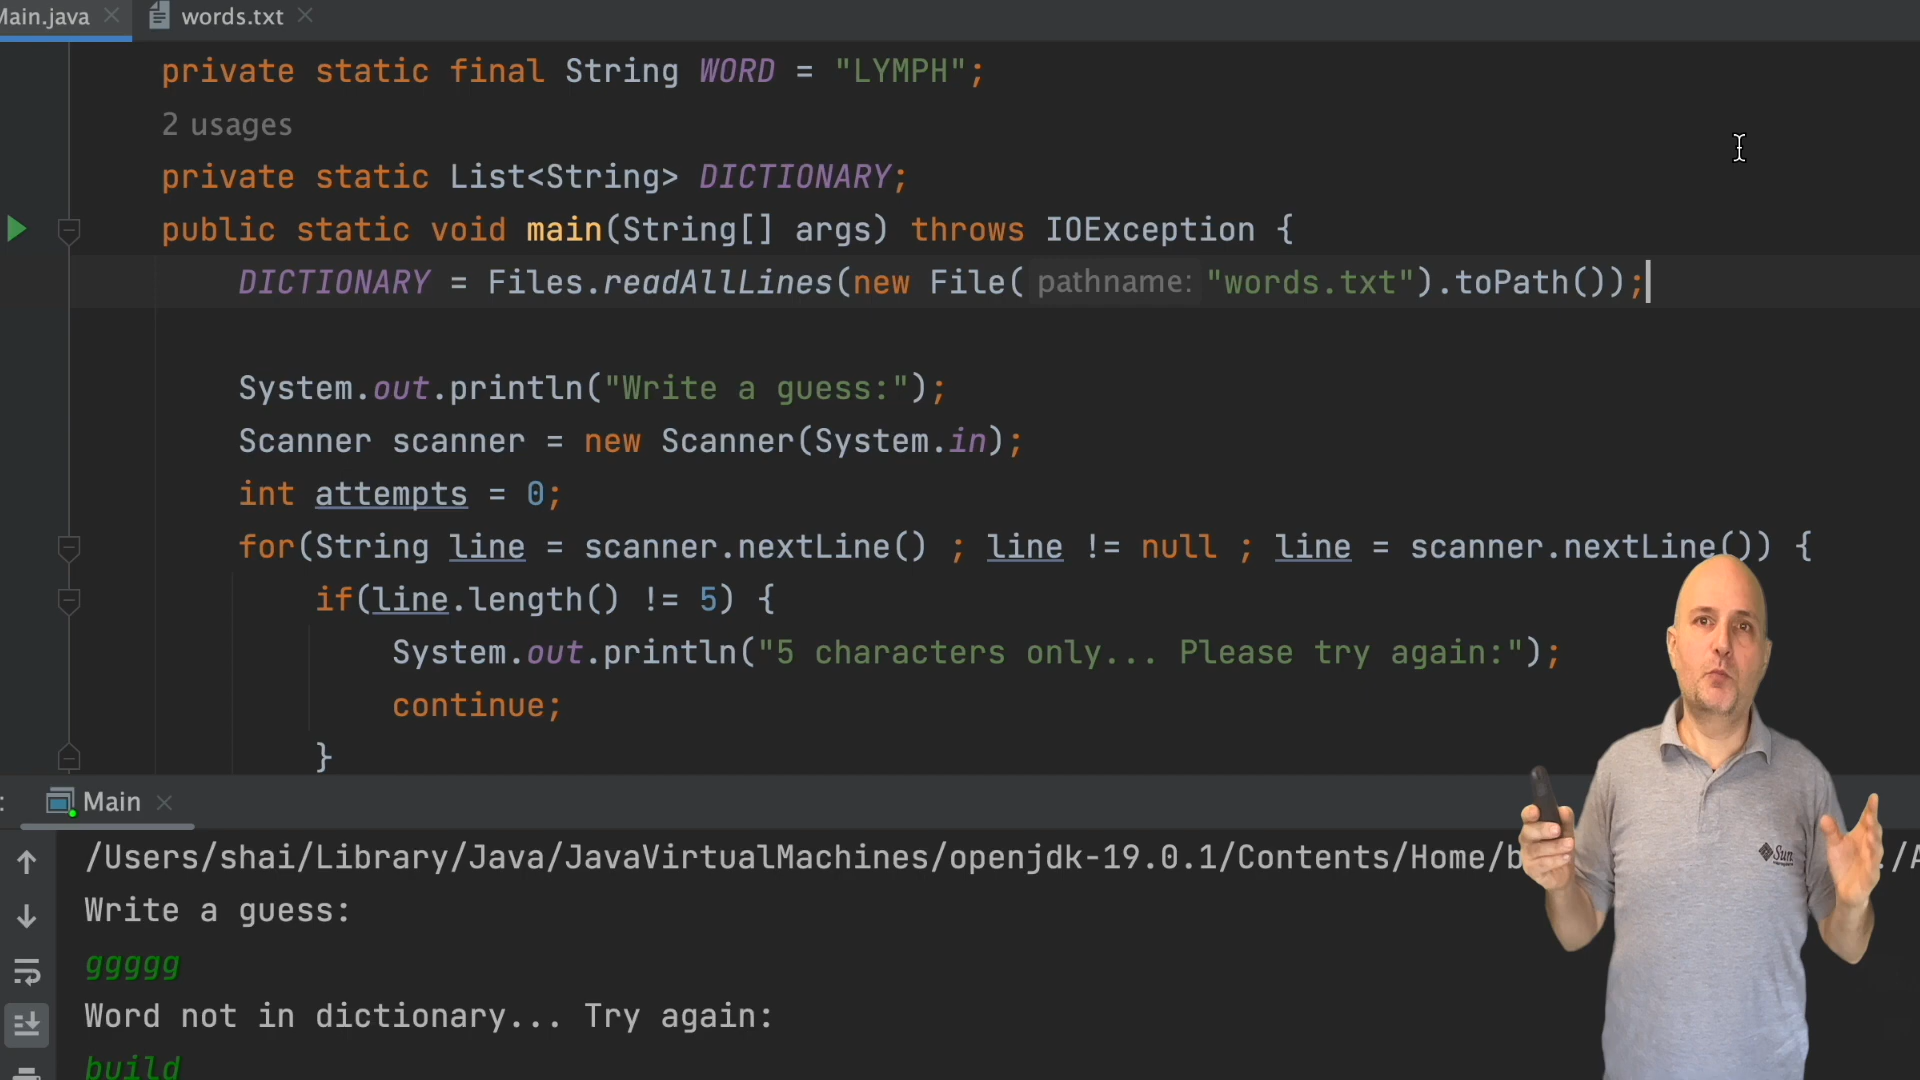 Main.java
words.txt
private static final String WORD = "LYMPH";
2 usages
private static List<String> DICTIONARY;
public static void main(String[] args) throws IOException {
DICTIONARY = Files.readAllLines(new File( pathname: "words.txt").toPath());
System.out.println("Write a guess:");
Scanner scanner = new Scanner(System.in);
int attempts = 0;
for(String line = scanner.nextLine() ; line != null ; line = scanner.nextLine()) {
if(line.length() != 5) {
System.out.println("5 characters only... Please try again:");
continue;
}
: Main
/Users/shai/Library/Java/JavaVirtualMachines/openjdk-19.0.1/Contents/Home/b
Write a guess:
ggggg
Word not in dictionary... Try again:
build
Sun